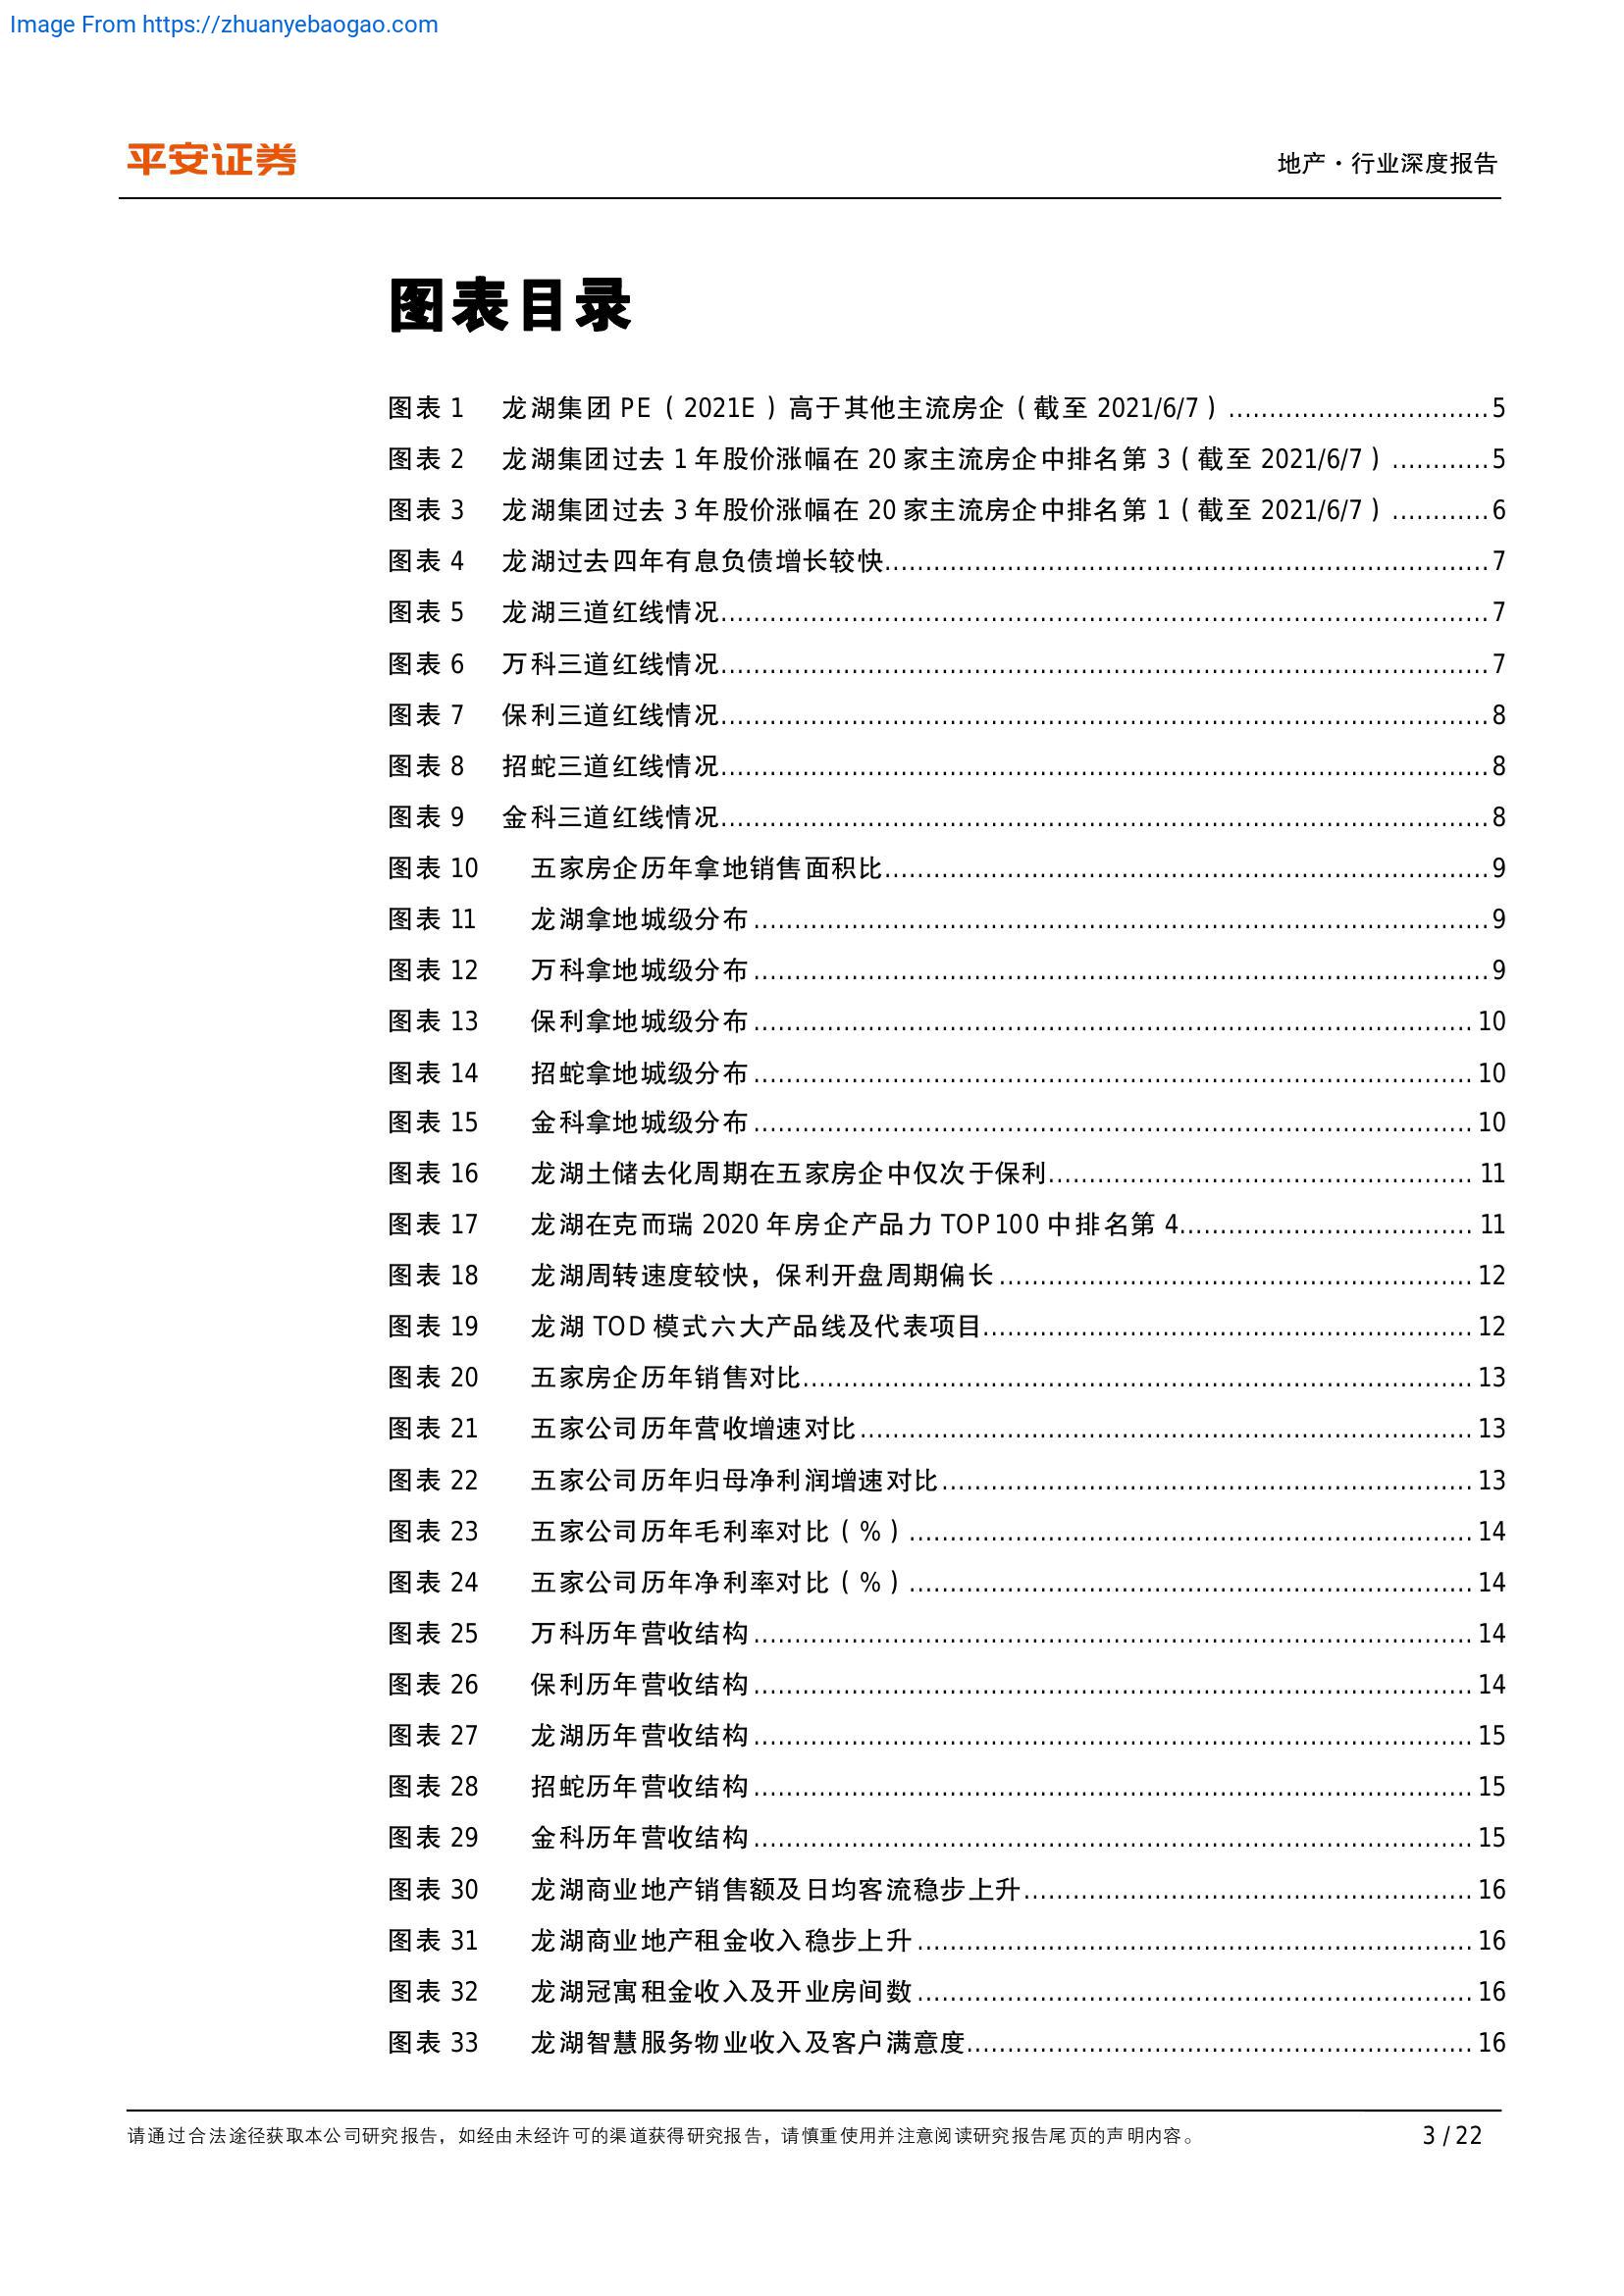 Image From https://zhuanyebaogao.com
平安证券
地产·行业深度报告
图表目录
图表 1 龙湖集团 PE（2021E）高于其他主流房企（截至 2021/6/7）..............................5
图表 2 龙湖集团过去 1 年股价涨幅在 20 家主流房企中排名第 3（截至 2021/6/7）............5
图表 3 龙湖集团过去 3 年股价涨幅在 20 家主流房企中排名第 1（截至 2021/6/7）............6
图表 4 龙湖过去四年有息负债增长较快..............................7
图表 5 龙湖三道红线情况..............................7
图表 6 万科三道红线情况..............................7
图表 7 保利三道红线情况..............................8
图表 8 招蛇三道红线情况..............................8
图表 9 金科三道红线情况..............................8
图表 10 五家房企历年拿地销售面积比..............................9
图表 11 龙湖拿地城级分布..............................9
图表 12 万科拿地城级分布..............................9
图表 13 保利拿地城级分布..............................10
图表 14 招蛇拿地城级分布..............................10
图表 15 金科拿地城级分布..............................10
图表 16 龙湖土储去化周期在五家房企中仅次于保利..............................11
图表 17 龙湖在克而瑞 2020 年房企产品力 TOP100 中排名第 4..............................11
图表 18 龙湖周转速度较快，保利开盘周期偏长..............................12
图表 19 龙湖 TOD 模式六大产品线及代表项目..............................12
图表 20 五家房企历年销售对比..............................13
图表 21 五家公司历年营收增速对比..............................13
图表 22 五家公司历年归母净利润增速对比..............................13
图表 23 五家公司历年毛利率对比（%）..............................14
图表 24 五家公司历年净利率对比（%）..............................14
图表 25 万科历年营收结构..............................14
图表 26 保利历年营收结构..............................14
图表 27 龙湖历年营收结构..............................15
图表 28 招蛇历年营收结构..............................15
图表 29 金科历年营收结构..............................15
图表 30 龙湖商业地产销售额及日均客流稳步上升..............................16
图表 31 龙湖商业地产租金收入稳步上升..............................16
图表 32 龙湖冠寓租金收入及开业房间数..............................16
图表 33 龙湖智慧服务物业收入及客户满意度..............................16
请通过合法途径获取本公司研究报告，如经由未经许可的渠道获得研究报告，请慎重使用并注意阅读研究报告尾页的声明内容。
3 / 22